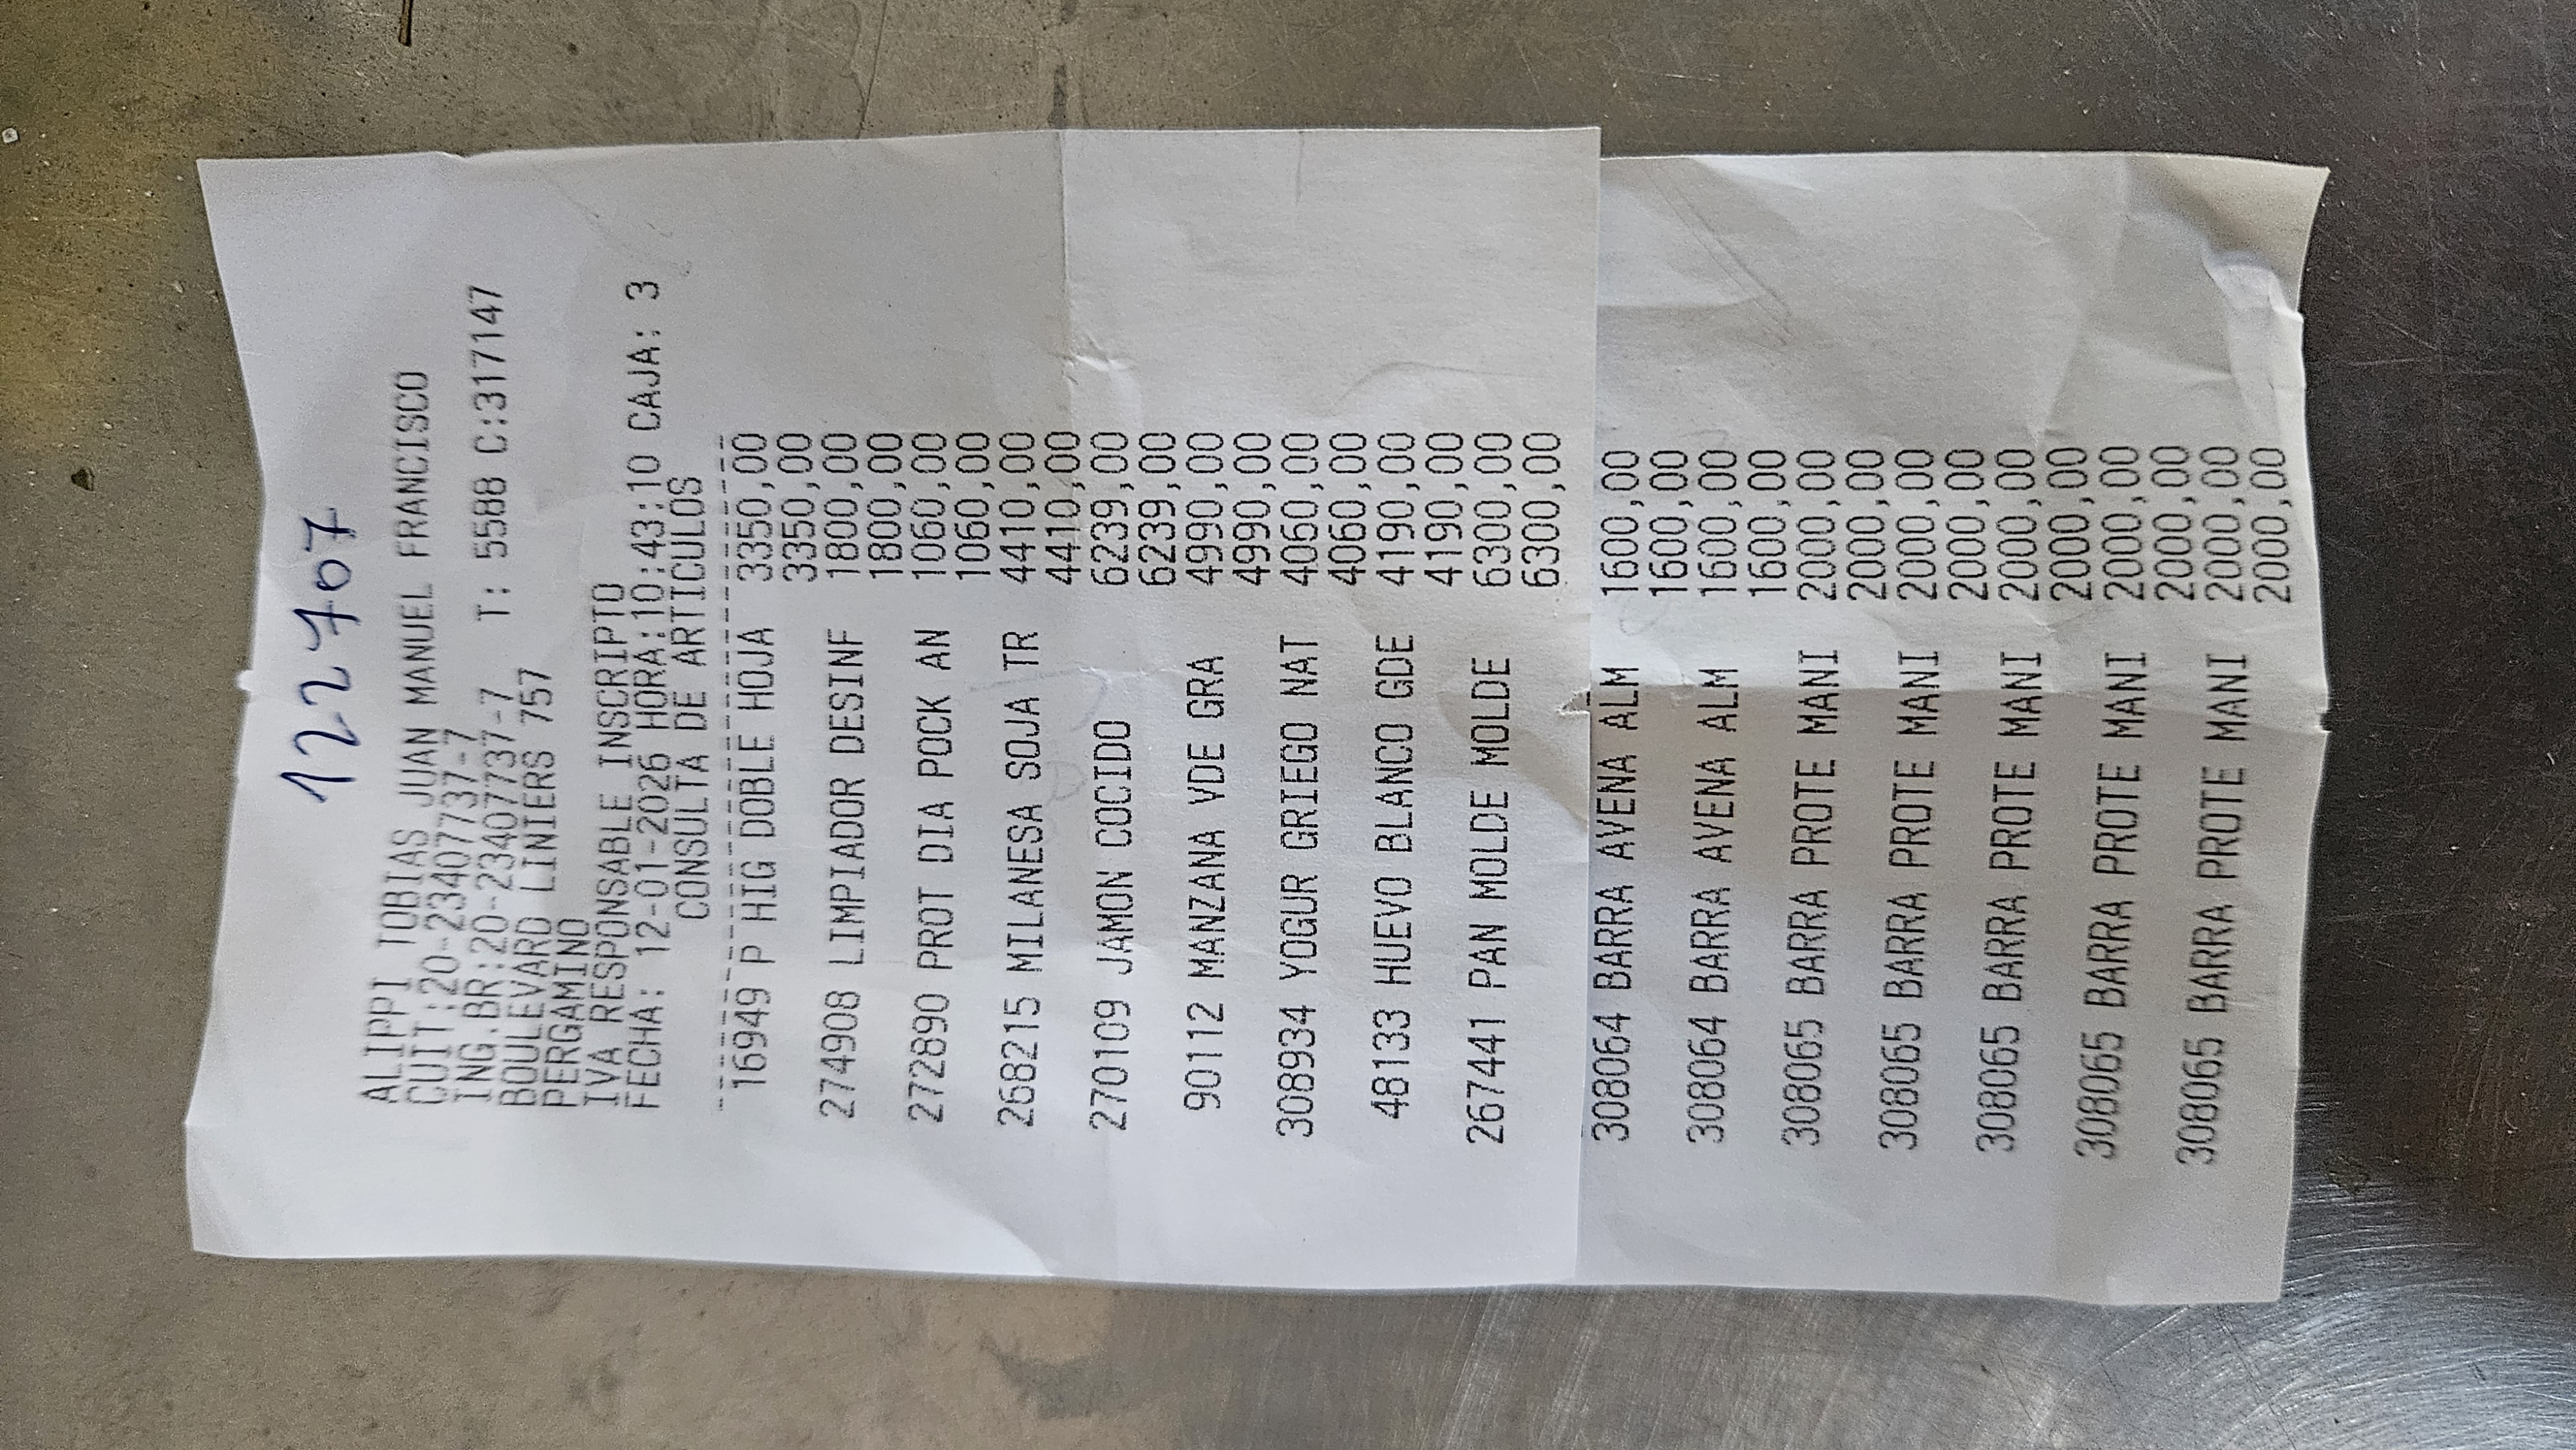 122707
ALIPPI TOBIAS JUAN MANUEL FRANCISCO
CUIT:20-23407737-7
ING.BR:20-23407737-7 T: 5588 C:317147
BOULEVARD LINIERS 757
PERGAMINO
IVA RESPONSABLE INSCRIPTO
FECHA: 12-01-2026 HORA:10:43:10 CAJA: 3
CONSULTA DE ARTICULOS
----------------------------------------
16949 P HIG DOBLE HOJA 3350,00
3350,00
274908 LIMPIADOR DESINF 1800,00
1800,00
272890 PROT DIA POCK AN 1060,00
1060,00
268215 MILANESA SOJA TR 4410,00
4410,00
270109 JAMON COCIDO 6239,00
6239,00
90112 MANZANA VDE GRA 4990,00
4990,00
308934 YOGUR GRIEGO NAT 4060,00
4060,00
48133 HUEVO BLANCO GDE 4190,00
4190,00
267441 PAN MOLDE MOLDE 6300,00
6300,00
308064 BARRA AVENA ALM 1600,00
1600,00
308064 BARRA AVENA ALM 1600,00
1600,00
308065 BARRA PROTE MANI 2000,00
2000,00
308065 BARRA PROTE MANI 2000,00
2000,00
308065 BARRA PROTE MANI 2000,00
2000,00
308065 BARRA PROTE MANI 2000,00
2000,00
308065 BARRA PROTE MANI 2000,00
2000,00